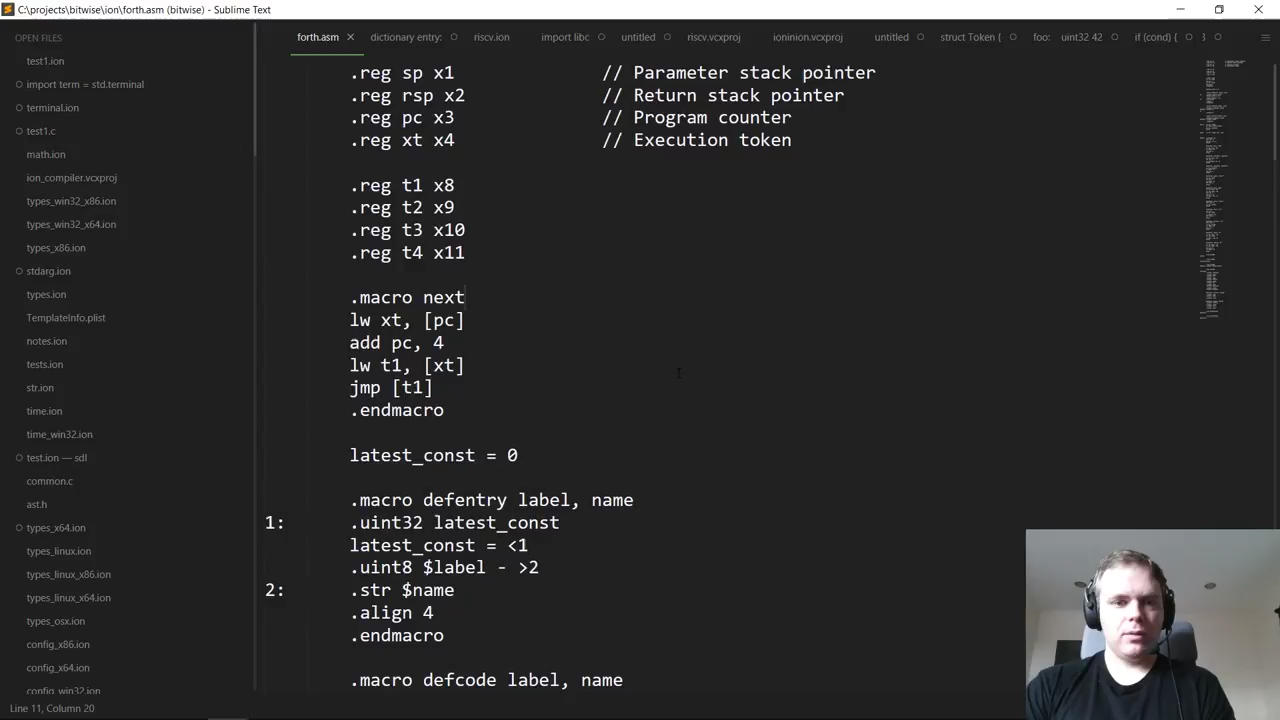 C:\projects\bitwise\ion\forth.asm (bitwise) - Sublime Text
OPEN FILES
test1.ion
import term = std.terminal
terminal.ion
test1.c
math.ion
ion_compiler.vcxproj
types_win32_x86.ion
types_win32_x64.ion
types_x86.ion
stdarg.ion
types.ion
TemplateInfo.plist
notes.ion
tests.ion
str.ion
time.ion
time_win32.ion
test.ion — sdl
common.c
ast.h
types_x64.ion
types_linux.ion
types_linux_x86.ion
types_linux_x64.ion
types_osx.ion
config_x86.ion
config_x64.ion
config_win32.ion
Line 11, Column 20
forth.asm dictionary entry: riscv.ion import libc untitled riscv.vcxproj ioninion.vcxproj untitled struct Token { foo: uint32 42 if (cond) { 3
.reg sp x1 // Parameter stack pointer
.reg rsp x2 // Return stack pointer
.reg pc x3 // Program counter
.reg xt x4 // Execution token
.reg t1 x8
.reg t2 x9
.reg t3 x10
.reg t4 x11
.macro next
lw xt, [pc]
add pc, 4
lw t1, [xt]
jmp [t1]
.endmacro
latest_const = 0
.macro defentry label, name
1: .uint32 latest_const
latest_const = <1
.uint8 $label - >2
2: .str $name
.align 4
.endmacro
.macro defcode label, name